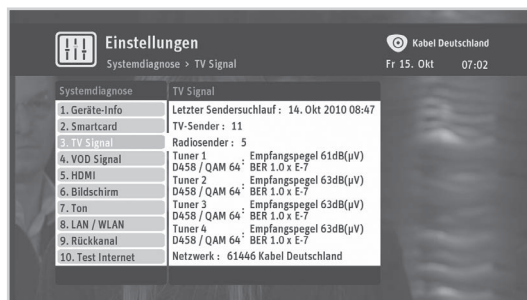 Einstellungen
Systemdiagnose > TV Signal
Kabel Deutschland
Fr 15. Okt 07:02
Systemdiagnose
1. Geräte-Info
2. Smartcard
3. TV Signal
4. VOD Signal
5. HDMI
6. Bildschirm
7. Ton
8. LAN / WLAN
9. Rückkanal
10. Test Internet
TV Signal
Letzter Sendersuchlauf : 14. Okt 2010 08:47
TV-Sender : 11
Radiosender : 5
Tuner 1 : Empfangspegel 61dB(µV)
D458 / QAM 64 BER 1.0 x E-7
Tuner 2 : Empfangspegel 63dB(µV)
D458 / QAM 64 BER 1.0 x E-7
Tuner 3 : Empfangspegel 63dB(µV)
D458 / QAM 64 BER 1.0 x E-7
Tuner 4 : Empfangspegel 63dB(µV)
D458 / QAM 64 BER 1.0 x E-7
Netzwerk : 61446 Kabel Deutschland